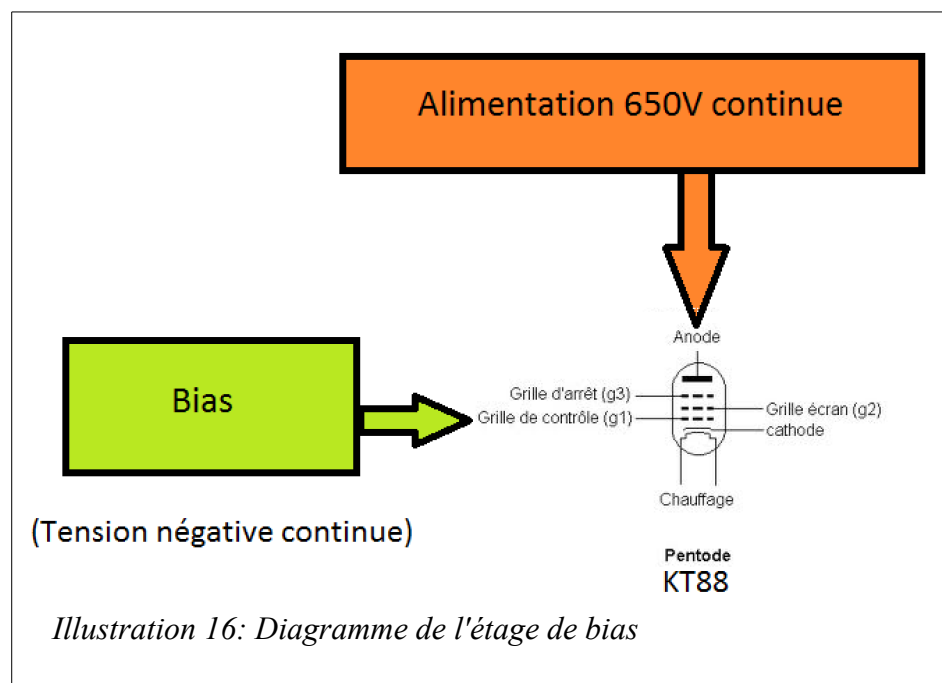 Alimentation 650V continue
Anode
Bias
Grille d'arrêt (g3)
Grille de contrôle (g1)
Grille écran (g2)
cathode
Chauffage
(Tension négative continue)
Pentode
KT88
Illustration 16: Diagramme de l'étage de bias